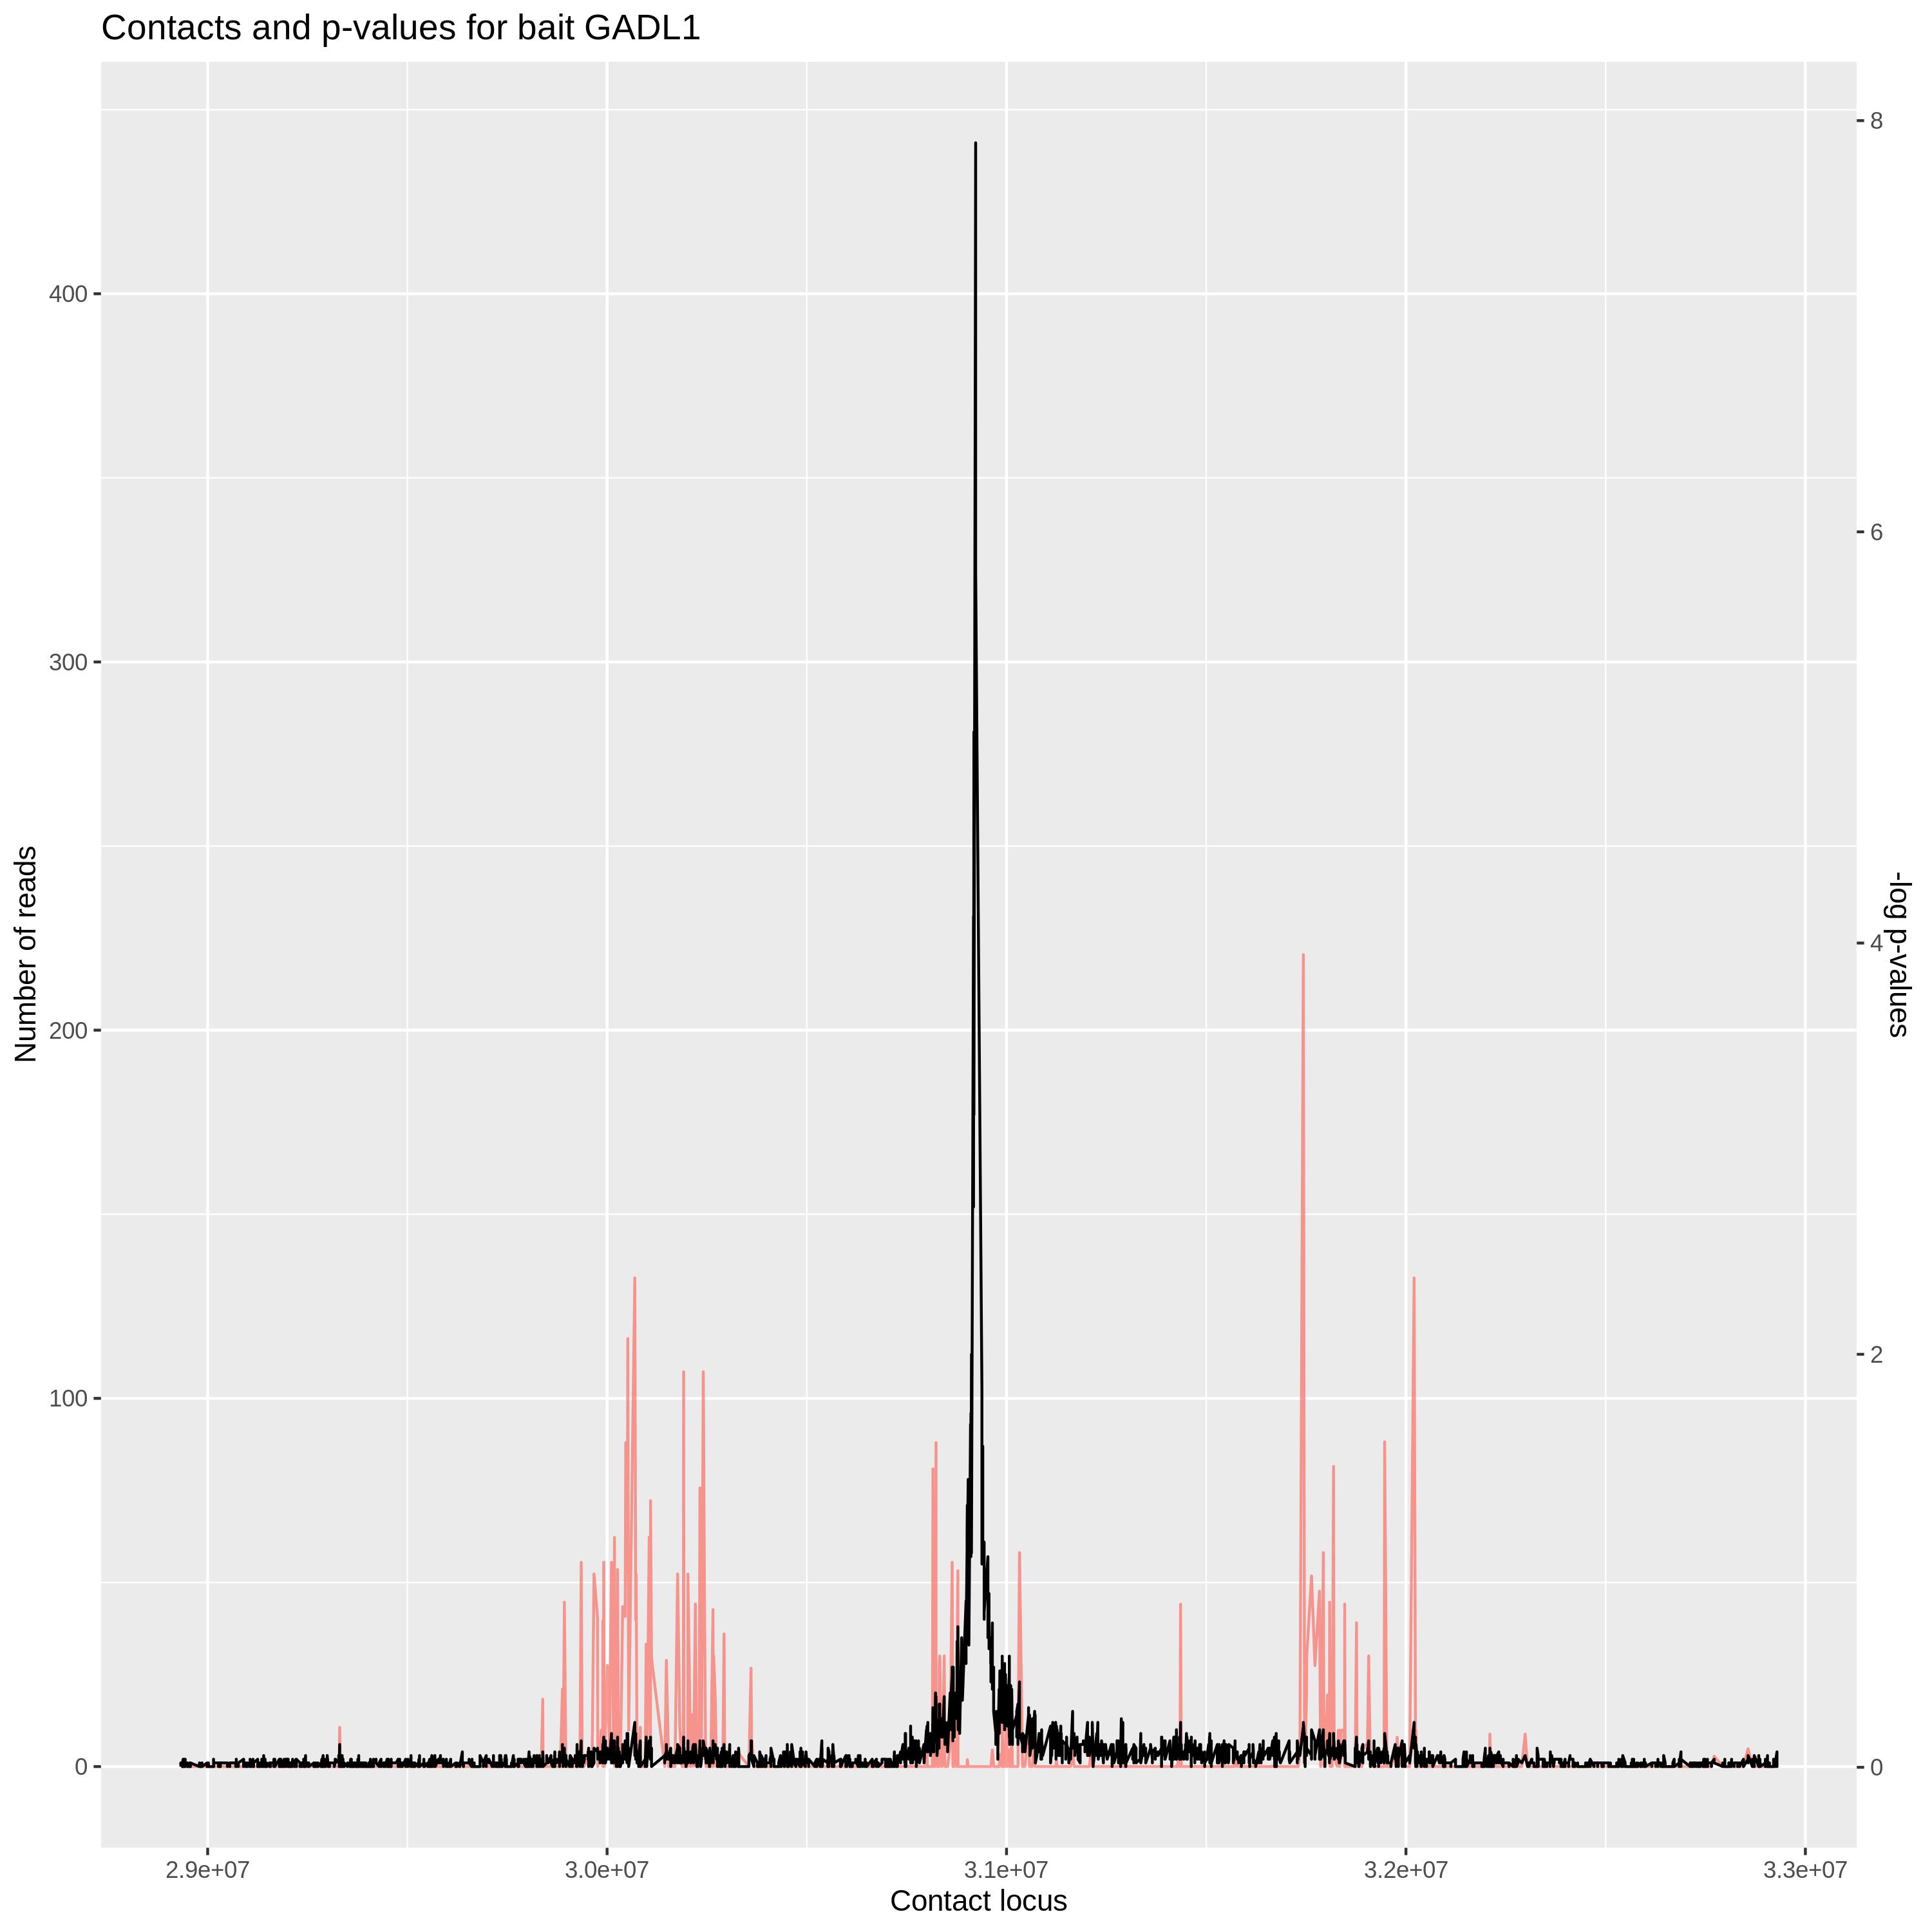 Contacts and p-values for bait GADL1
Number of reads
400
300
200
100
0
8
6
4
2
0
-log p-values
2.9e+07 3.0e+07 3.1e+07 3.2e+07 3.3e+07
Contact locus